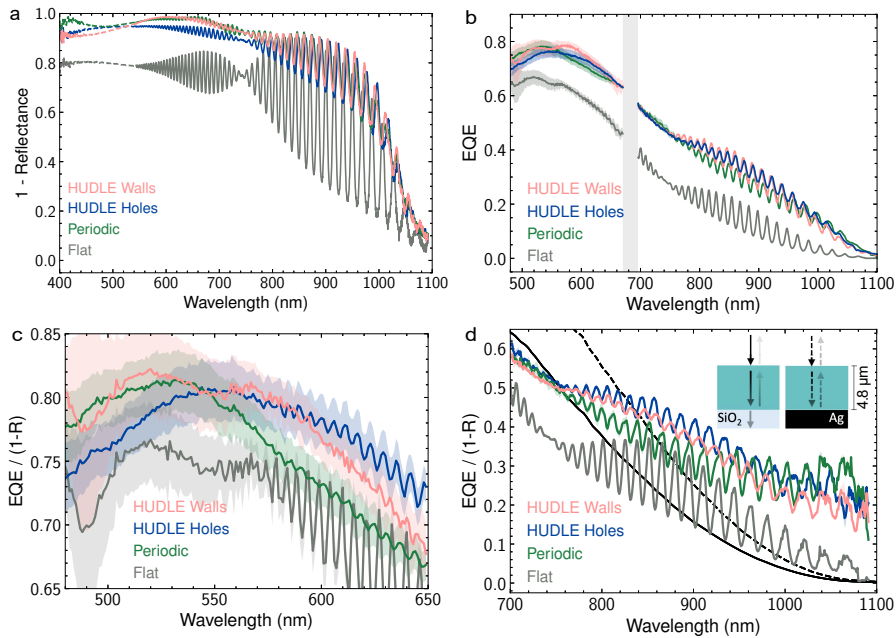 a
1 - Reflectance
1.0
0.8
0.6
0.4
0.2
0.0
HUDLE Walls
HUDLE Holes
Periodic
Flat
400 500 600 700 800 900 1000 1100
Wavelength (nm)
b
EQE
0.8
0.6
0.4
0.2
0.0
HUDLE Walls
HUDLE Holes
Periodic
Flat
500 600 700 800 900 1000 1100
Wavelength (nm)
c
EQE / (1-R)
0.85
0.80
0.75
0.70
0.65
HUDLE Walls
HUDLE Holes
Periodic
Flat
500 550 600 650
Wavelength (nm)
d
EQE / (1-R)
0.6
0.5
0.4
0.3
0.2
0.1
0.0
SiO2
Ag
4.8 µm
HUDLE Walls
HUDLE Holes
Periodic
Flat
700 800 900 1000 1100
Wavelength (nm)